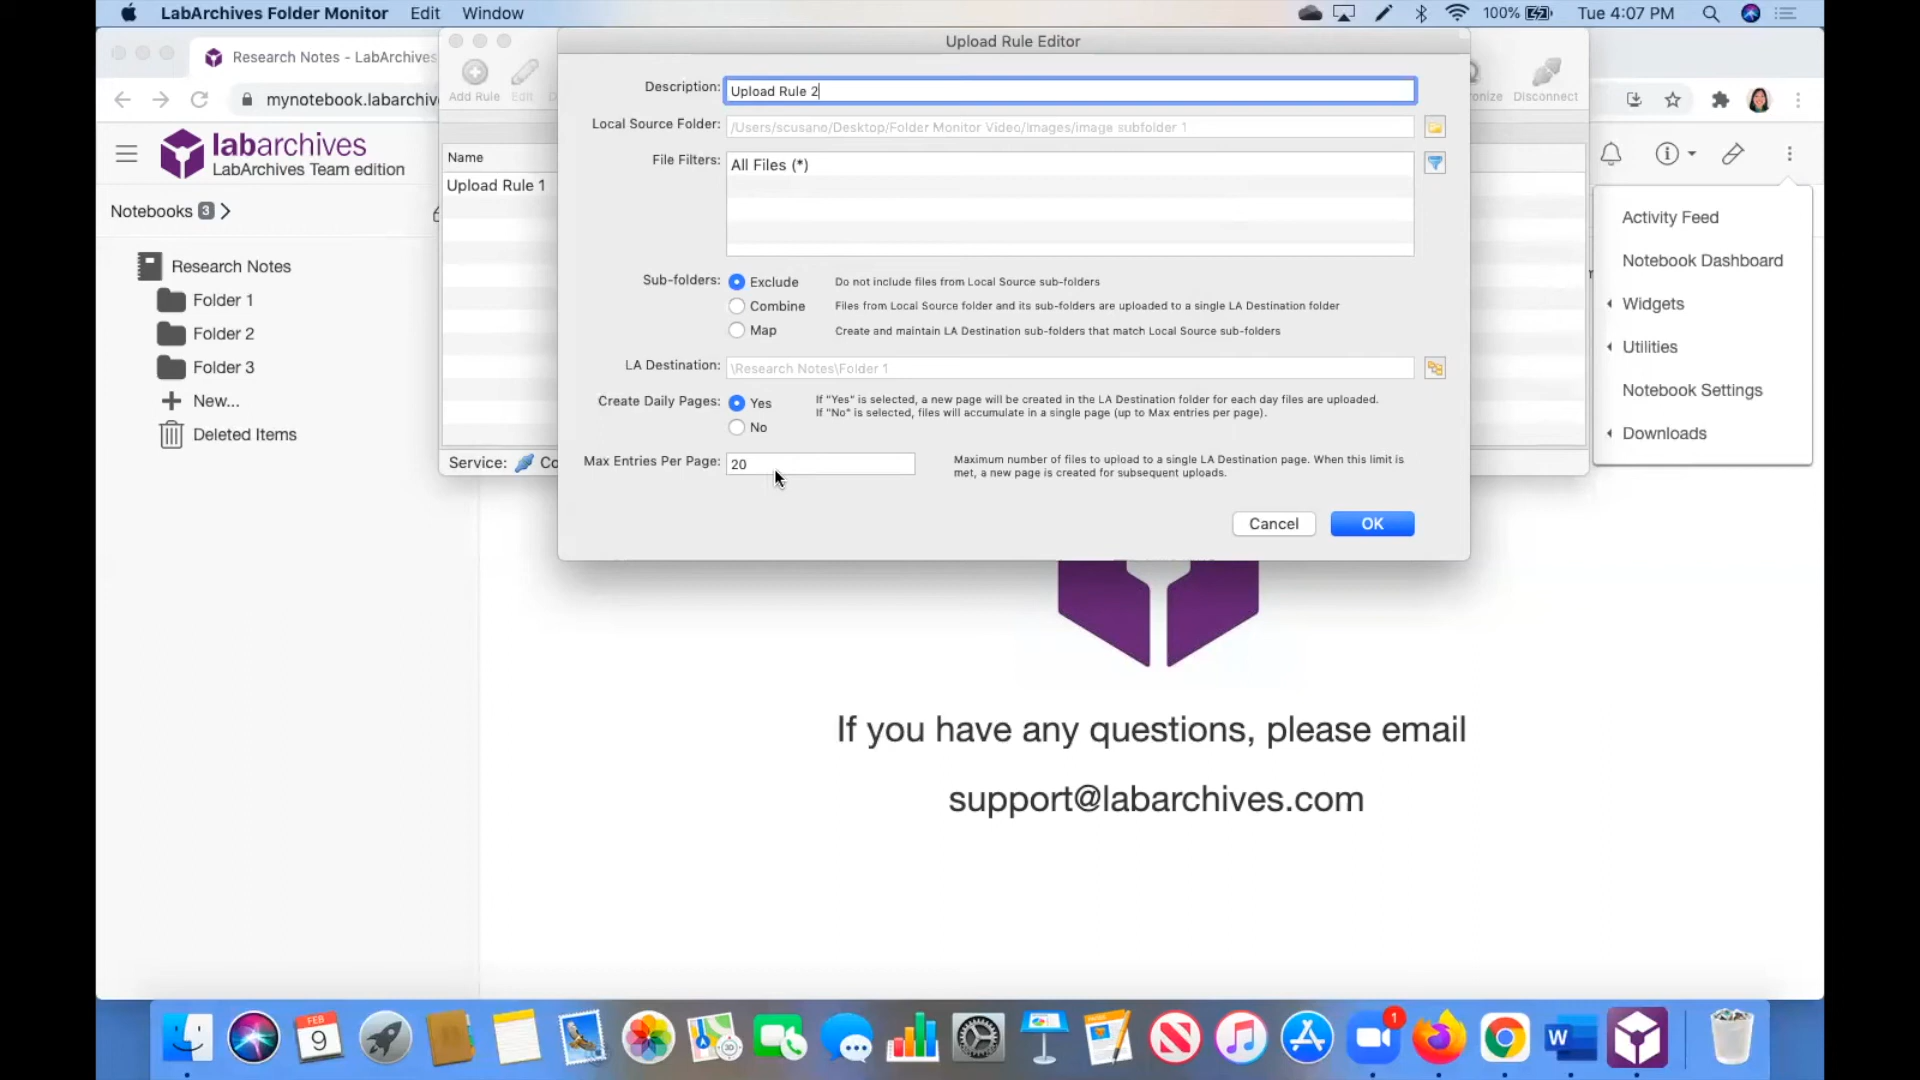 LabArchives Folder Monitor Edit Window
100% Tue 4:07 PM
Research Notes - LabArchives
mynotebook.labarchiv
labarchives
LabArchives Team edition
Notebooks 3
Research Notes
Folder 1
Folder 2
Folder 3
New...
Deleted Items
Add Rule Edit D
Name
Upload Rule 1
Service: Co
Upload Rule Editor
Description: Upload Rule 2
Local Source Folder: /Users/scusano/Desktop/Folder Monitor Video/Images/image subfolder 1
File Filters: All Files (*)
Sub-folders: Exclude Do not include files from Local Source sub-folders
Combine Files from Local Source folder and its sub-folders are uploaded to a single LA Destination folder
Map Create and maintain LA Destination sub-folders that match Local Source sub-folders
LA Destination: \Research Notes\Folder 1
Create Daily Pages: Yes If "Yes" is selected, a new page will be created in the LA Destination folder for each day files are uploaded.
If "No" is selected, files will accumulate in a single page (up to Max entries per page).
No
Max Entries Per Page: 20 Maximum number of files to upload to a single LA Destination page. When this limit is
met, a new page is created for subsequent uploads.
Cancel OK
onize Disconnect
Activity Feed
Notebook Dashboard
Widgets
Utilities
Notebook Settings
Downloads
If you have any questions, please email
support@labarchives.com
FEB
9
1
W